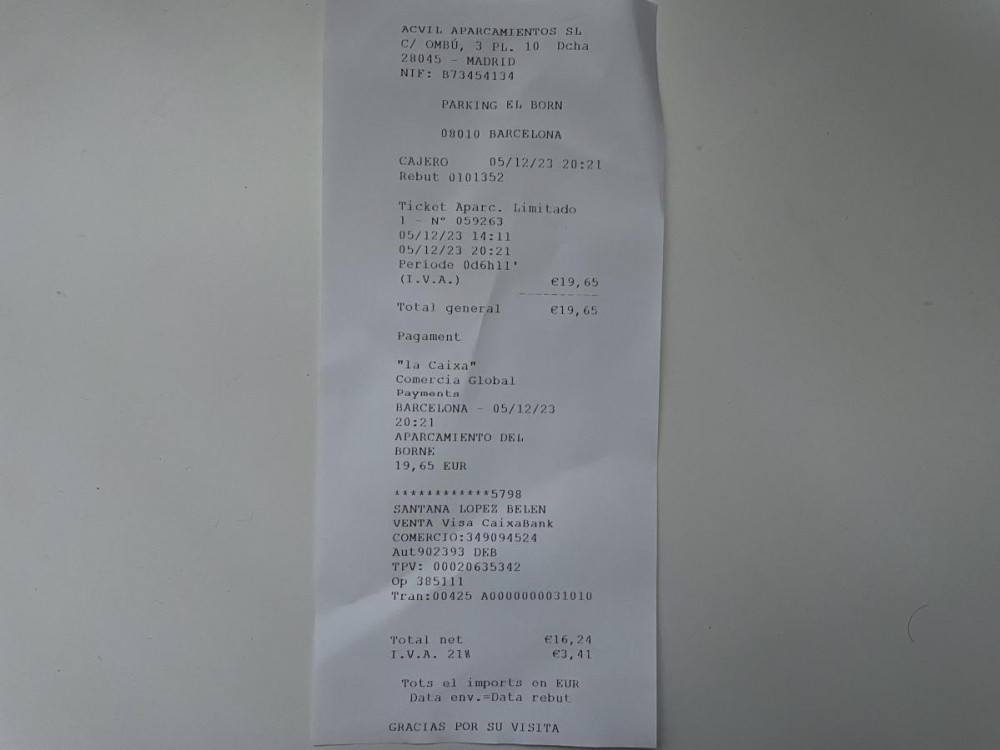 ACVIL APARCAMIENTOS SL
C/ OMBÚ, 3 PL. 10 Dcha
28045 - MADRID
NIF: B73454134
PARKING EL BORN
08010 BARCELONA
CAJERO 05/12/23 20:21
Rebut 0101352
Ticket Aparc. Limitado
1 - Nº 059263
05/12/23 14:11
05/12/23 20:21
Periode 0d6h11'
(I.V.A.) €19,65
----------
Total general €19,65
Pagament
"la Caixa"
Comercia Global
Payments
BARCELONA - 05/12/23
20:21
APARCAMIENTO DEL
BORNE
19,65 EUR
************5798
SANTANA LOPEZ BELEN
VENTA Visa CaixaBank
COMERCIO:349094524
Aut902393 DEB
TPV: 00020635342
Op 385111
Tran:00425 A0000000031010
Total net €16,24
I.V.A. 21% €3,41
Tots el imports en EUR
Data env.=Data rebut
GRACIAS POR SU VISITA